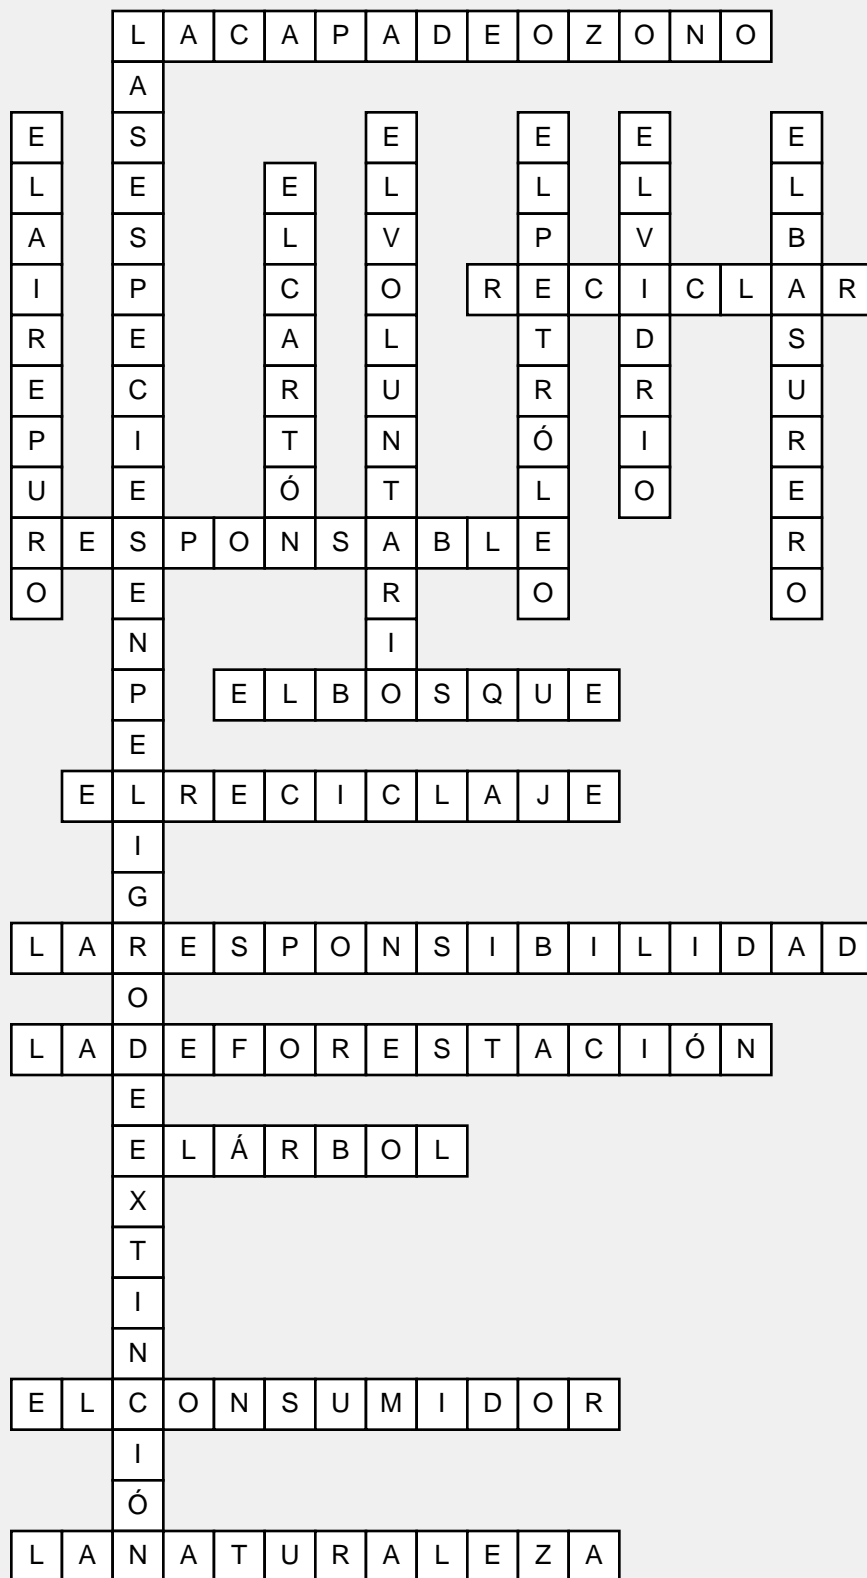 LACAPADEOZONO
LASESPECIESENPELIGRODEEXTINCIÓN
ELAIREPURO
ELVOLUNTARIO
ELPETRÓLEO
ELVIDRIO
ELBASURERO
ELCARTÓN
RECICLAR
RESPONSABLE
ELBOSQUE
ELRECICLAJE
LARESPONSIBILIDAD
LADEFORESTACIÓN
ELÁRBOL
ELCONSUMIDOR
LANATURALEZA